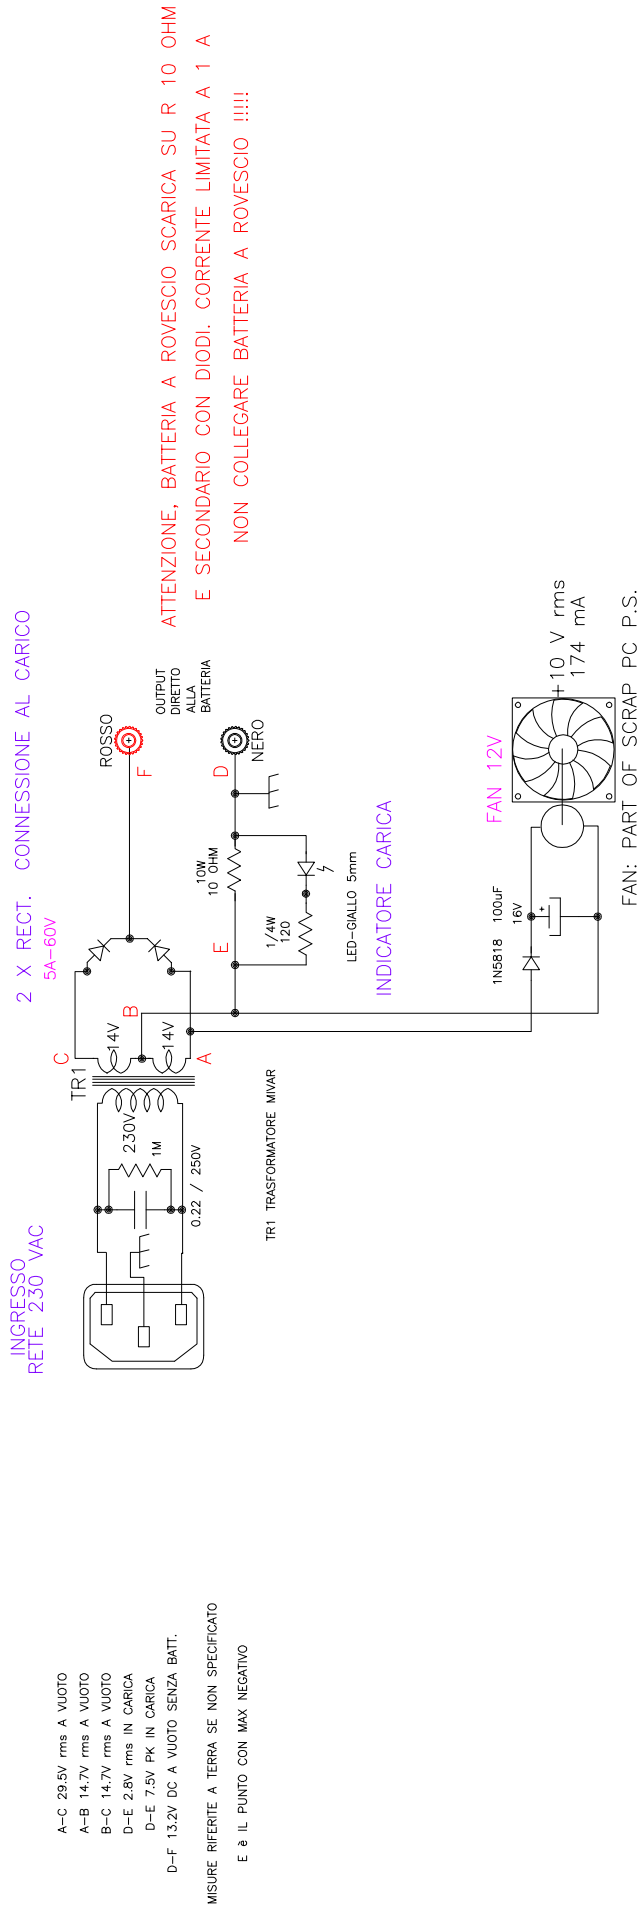 INGRESSO
RETE 230 VAC
2 X RECT. CONNESSIONE AL CARICO
5A-60V
ATTENZIONE, BATTERIA A ROVESCIO SCARICA SU R 10 OHM
E SECONDARIO CON DIODI. CORRENTE LIMITATA A 1 A
NON COLLEGARE BATTERIA A ROVESCIO !!!!!
A-C 29.5V rms A VUOTO
A-B 14.7V rms A VUOTO
B-C 14.7V rms A VUOTO
D-E 2.8V rms IN CARICA
D-E 7.5V PK IN CARICA
D-F 13.2V DC A VUOTO SENZA BATT.
MISURE RIFERITE A TERRA SE NON SPECIFICATO
E è IL PUNTO CON MAX NEGATIVO
TR1
C
230V
1M
0.22 / 250V
14V
B
14V
A
ROSSO
F
OUTPUT
DIRETTO
ALLA
BATTERIA
D
NERO
10W
10 OHM
E
1/4W
120
LED-GIALLO 5mm
INDICATORE CARICA
TR1 TRASFORMATORE MIVAR
1N5818
100uF
16V
+
FAN 12V
10 V rms
174 mA
FAN: PART OF SCRAP PC P.S.